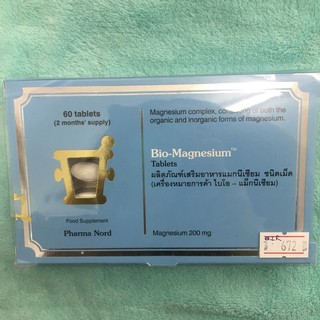 60 tablets
(2 months' supply)
Magnesium complex, of both the
organic and inorganic forms of magnesium.
Bio-Magnesium™
Tablets
ผลิตภัณฑ์เสริมอาหารแมกนีเซียม ชนิดเม็ด
(เครื่องหมายการค้า ไบโอ – แม็กนีเซียม)
Food Supplement
Pharma Nord
Magnesium 200 mg.
672